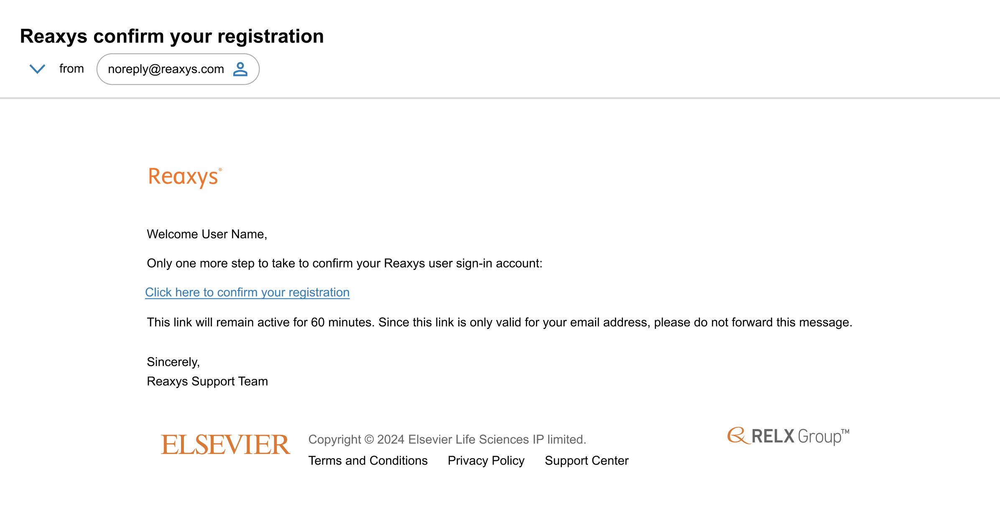 Reaxys confirm your registration
from noreply@reaxys.com
Reaxys®
Welcome User Name,
Only one more step to take to confirm your Reaxys user sign-in account:
Click here to confirm your registration
This link will remain active for 60 minutes. Since this link is only valid for your email address, please do not forward this message.
Sincerely,
Reaxys Support Team
ELSEVIER
Copyright © 2024 Elsevier Life Sciences IP limited.
Terms and Conditions Privacy Policy Support Center
RELX Group™